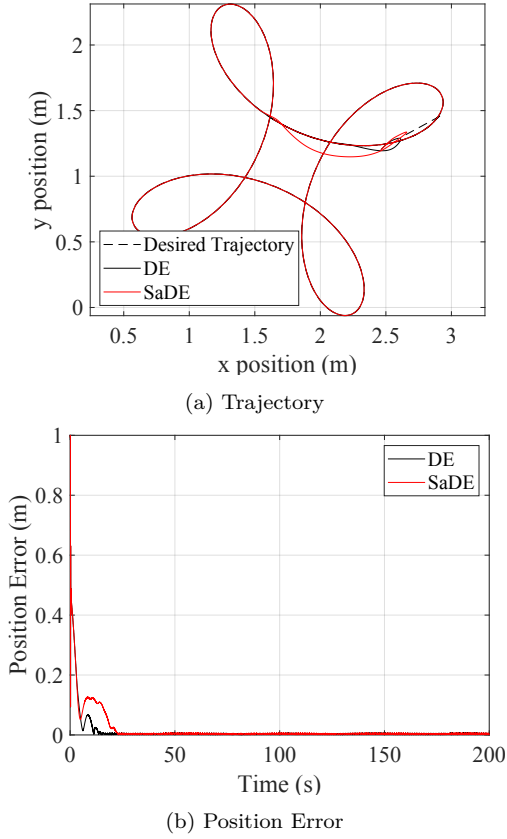 2
1.5
1
0.5
0
y position (m)
Desired Trajectory
DE
SaDE
0.5
1
1.5
2
2.5
3
x position (m)
(a) Trajectory
1
0.8
0.6
0.4
0.2
0
Position Error (m)
DE
SaDE
0
50
100
150
200
Time (s)
(b) Position Error